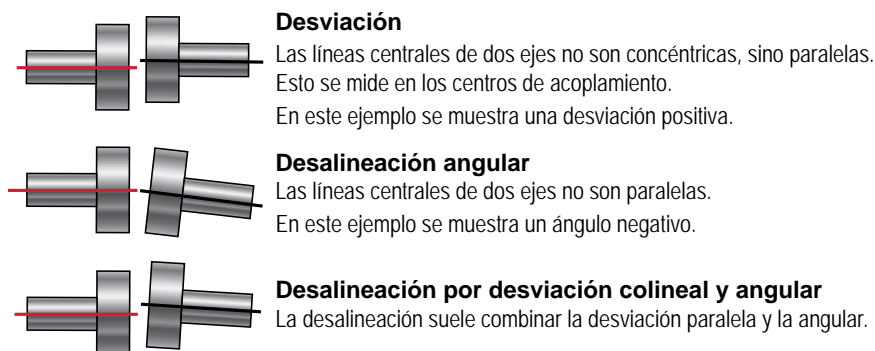 Desviación
Las líneas centrales de dos ejes no son concéntricas, sino paralelas.
Esto se mide en los centros de acoplamiento.
En este ejemplo se muestra una desviación positiva.
Desalineación angular
Las líneas centrales de dos ejes no son paralelas.
En este ejemplo se muestra un ángulo negativo.
Desalineación por desviación colineal y angular
La desalineación suele combinar la desviación paralela y la angular.